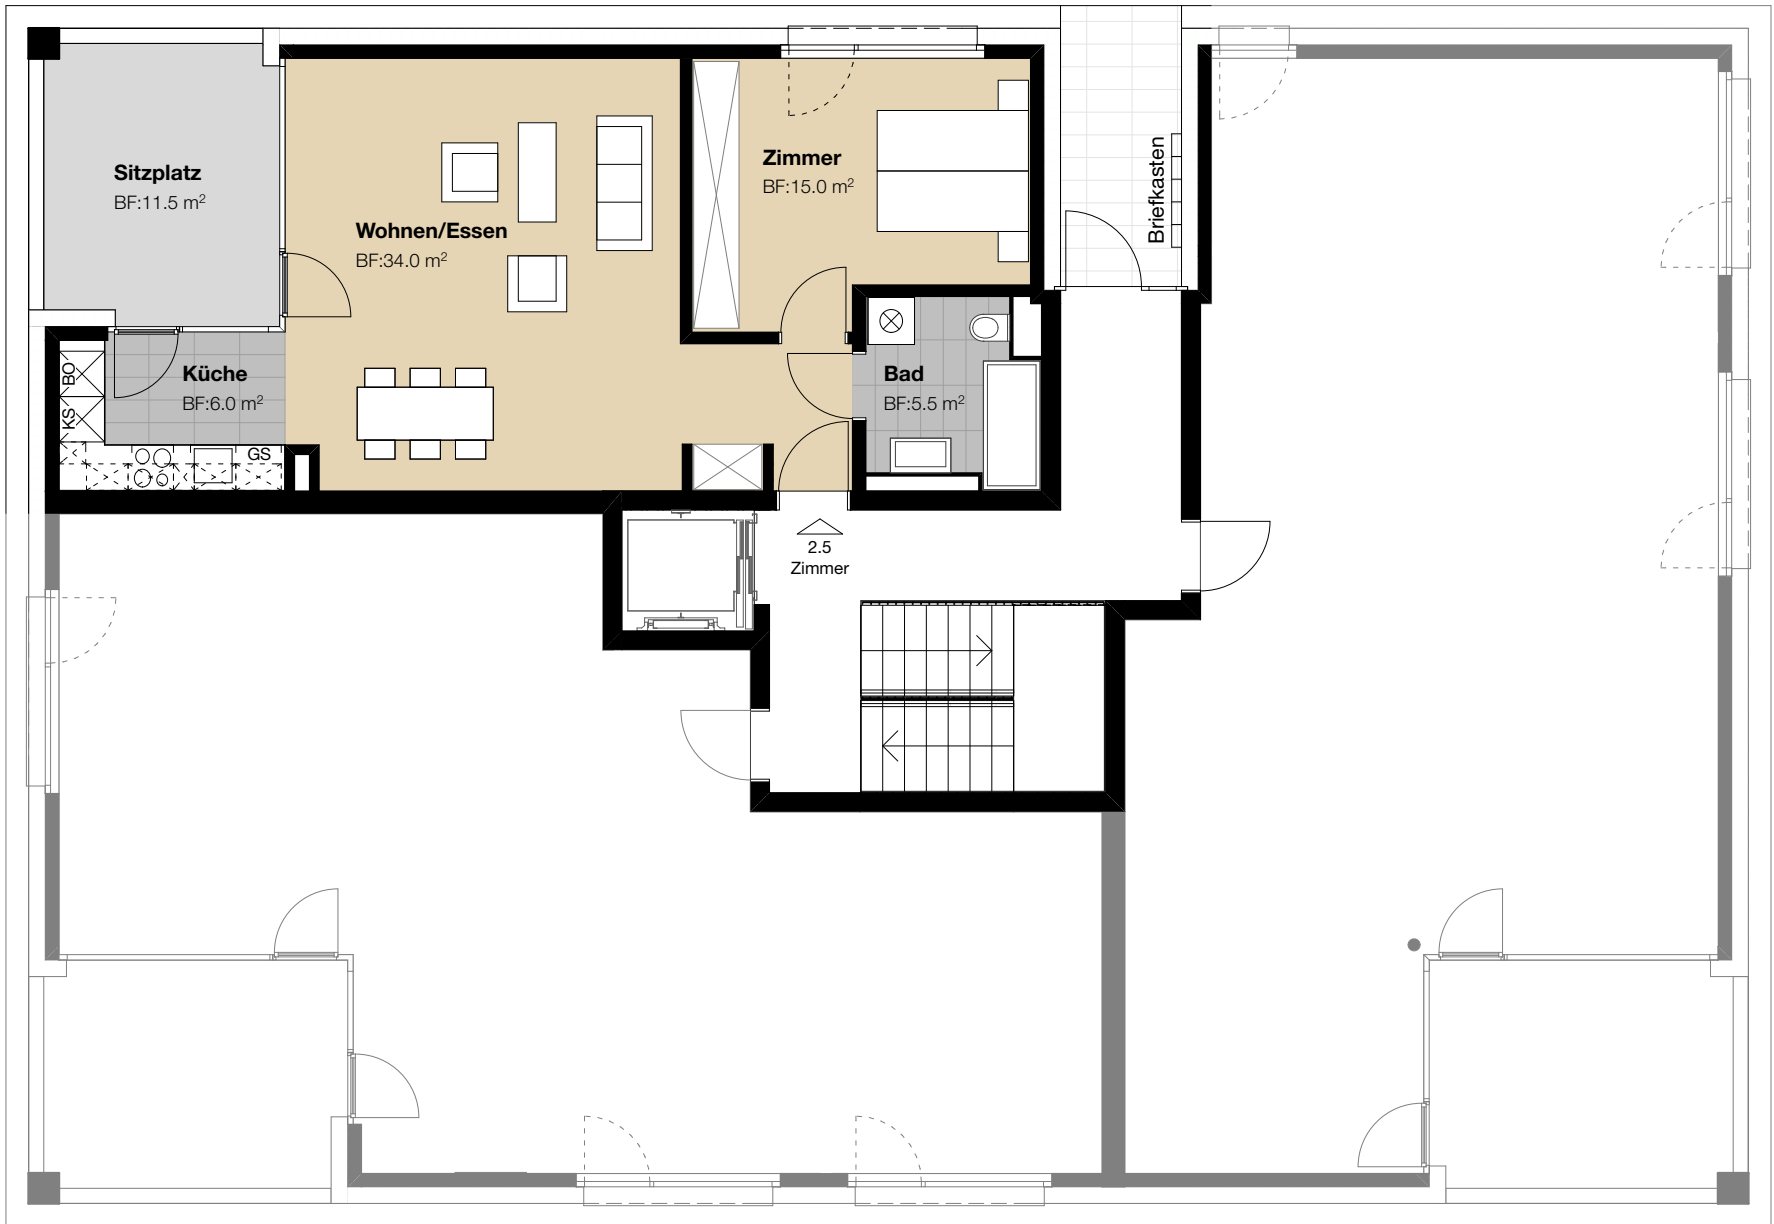 Sitzplatz
BF:11.5 m²
Wohnen/Essen
BF:34.0 m²
Zimmer
BF:15.0 m²
Briefkasten
Küche
BF:6.0 m²
BO
KS
GS
Bad
BF:5.5 m²
2.5
Zimmer